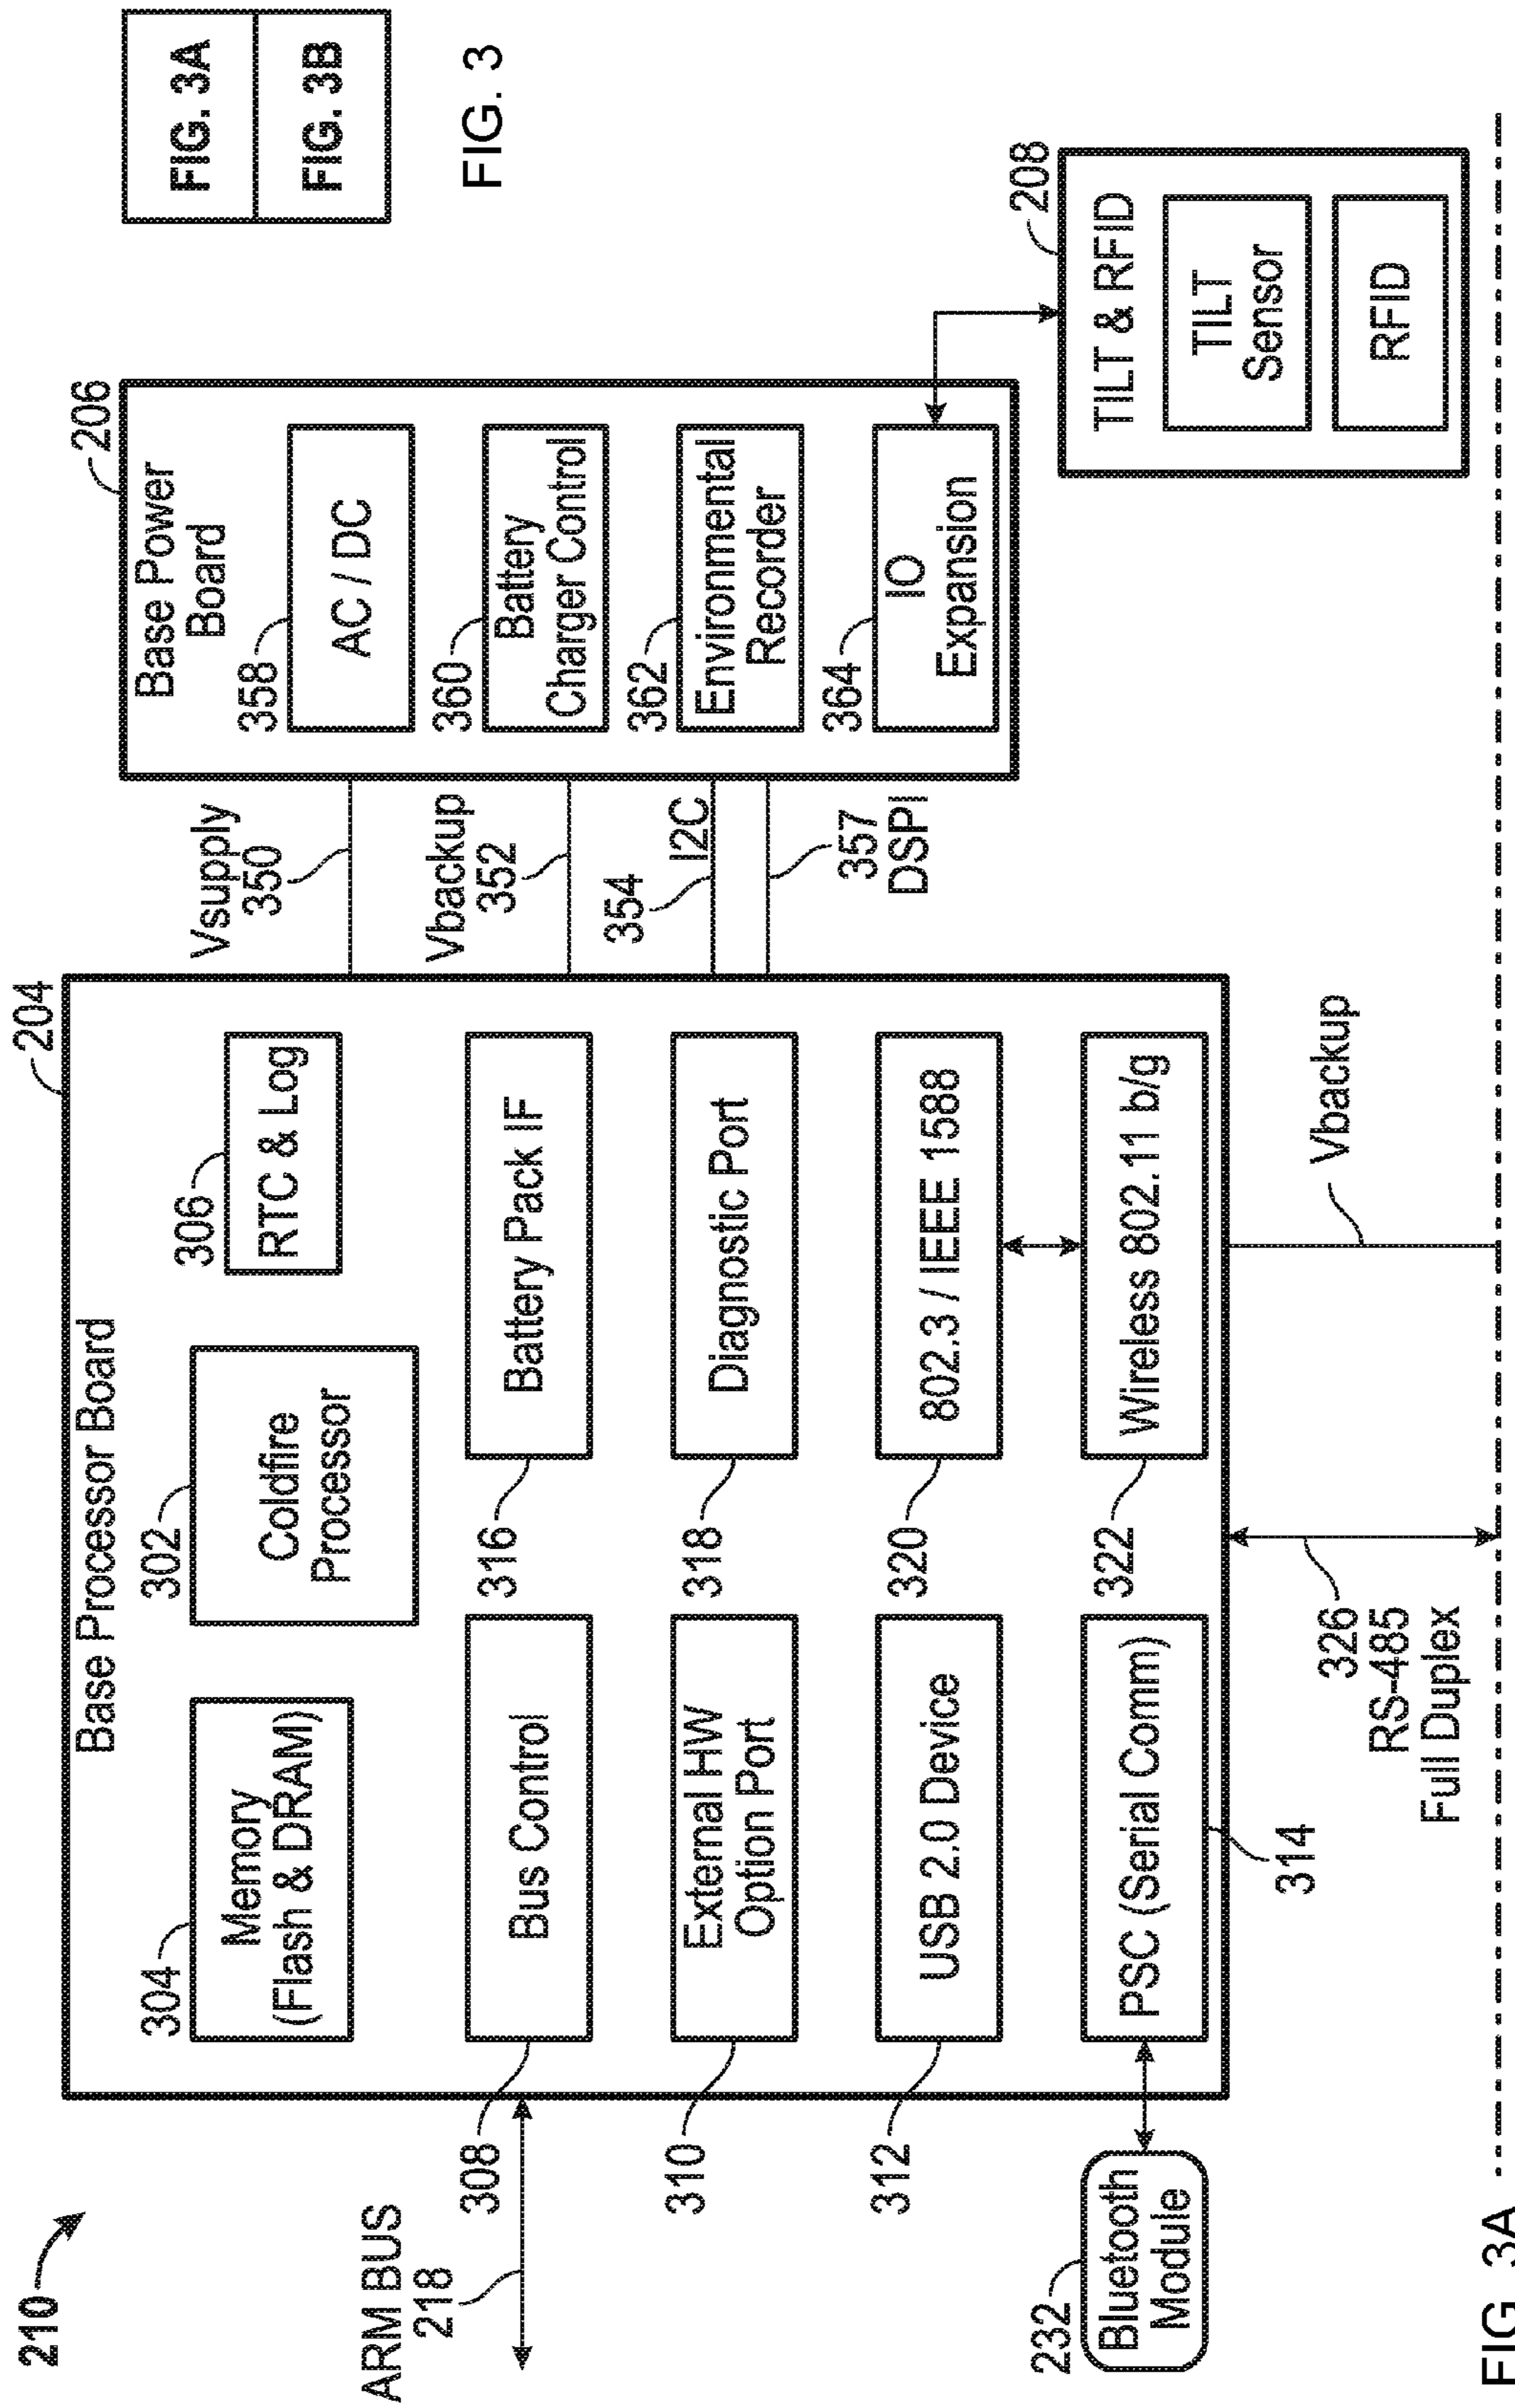 210
FIG. 3A
FIG. 3B
FIG. 3
204
Base Processor Board
304
Memory
(Flash & DRAM)
302
Coldfire
Processor
306
RTC & Log
ARM BUS
218
308
Bus Control
316
Battery Pack IF
310
External HW
Option Port
318
Diagnostic Port
312
USB 2.0 Device
320
802.3 / IEEE 1588
232
Bluetooth
Module
PSC (Serial Comm)
314
322
Wireless 802.11 b/g
Vsupply
350
Vbackup
352
354
I2C
357
DSPI
206
Base Power
Board
358
AC / DC
360
Battery
Charger Control
362
Environmental
Recorder
364
IO
Expansion
208
TILT & RFID
TILT
Sensor
RFID
326
RS-485
Full Duplex
Vbackup
FIG. 3A